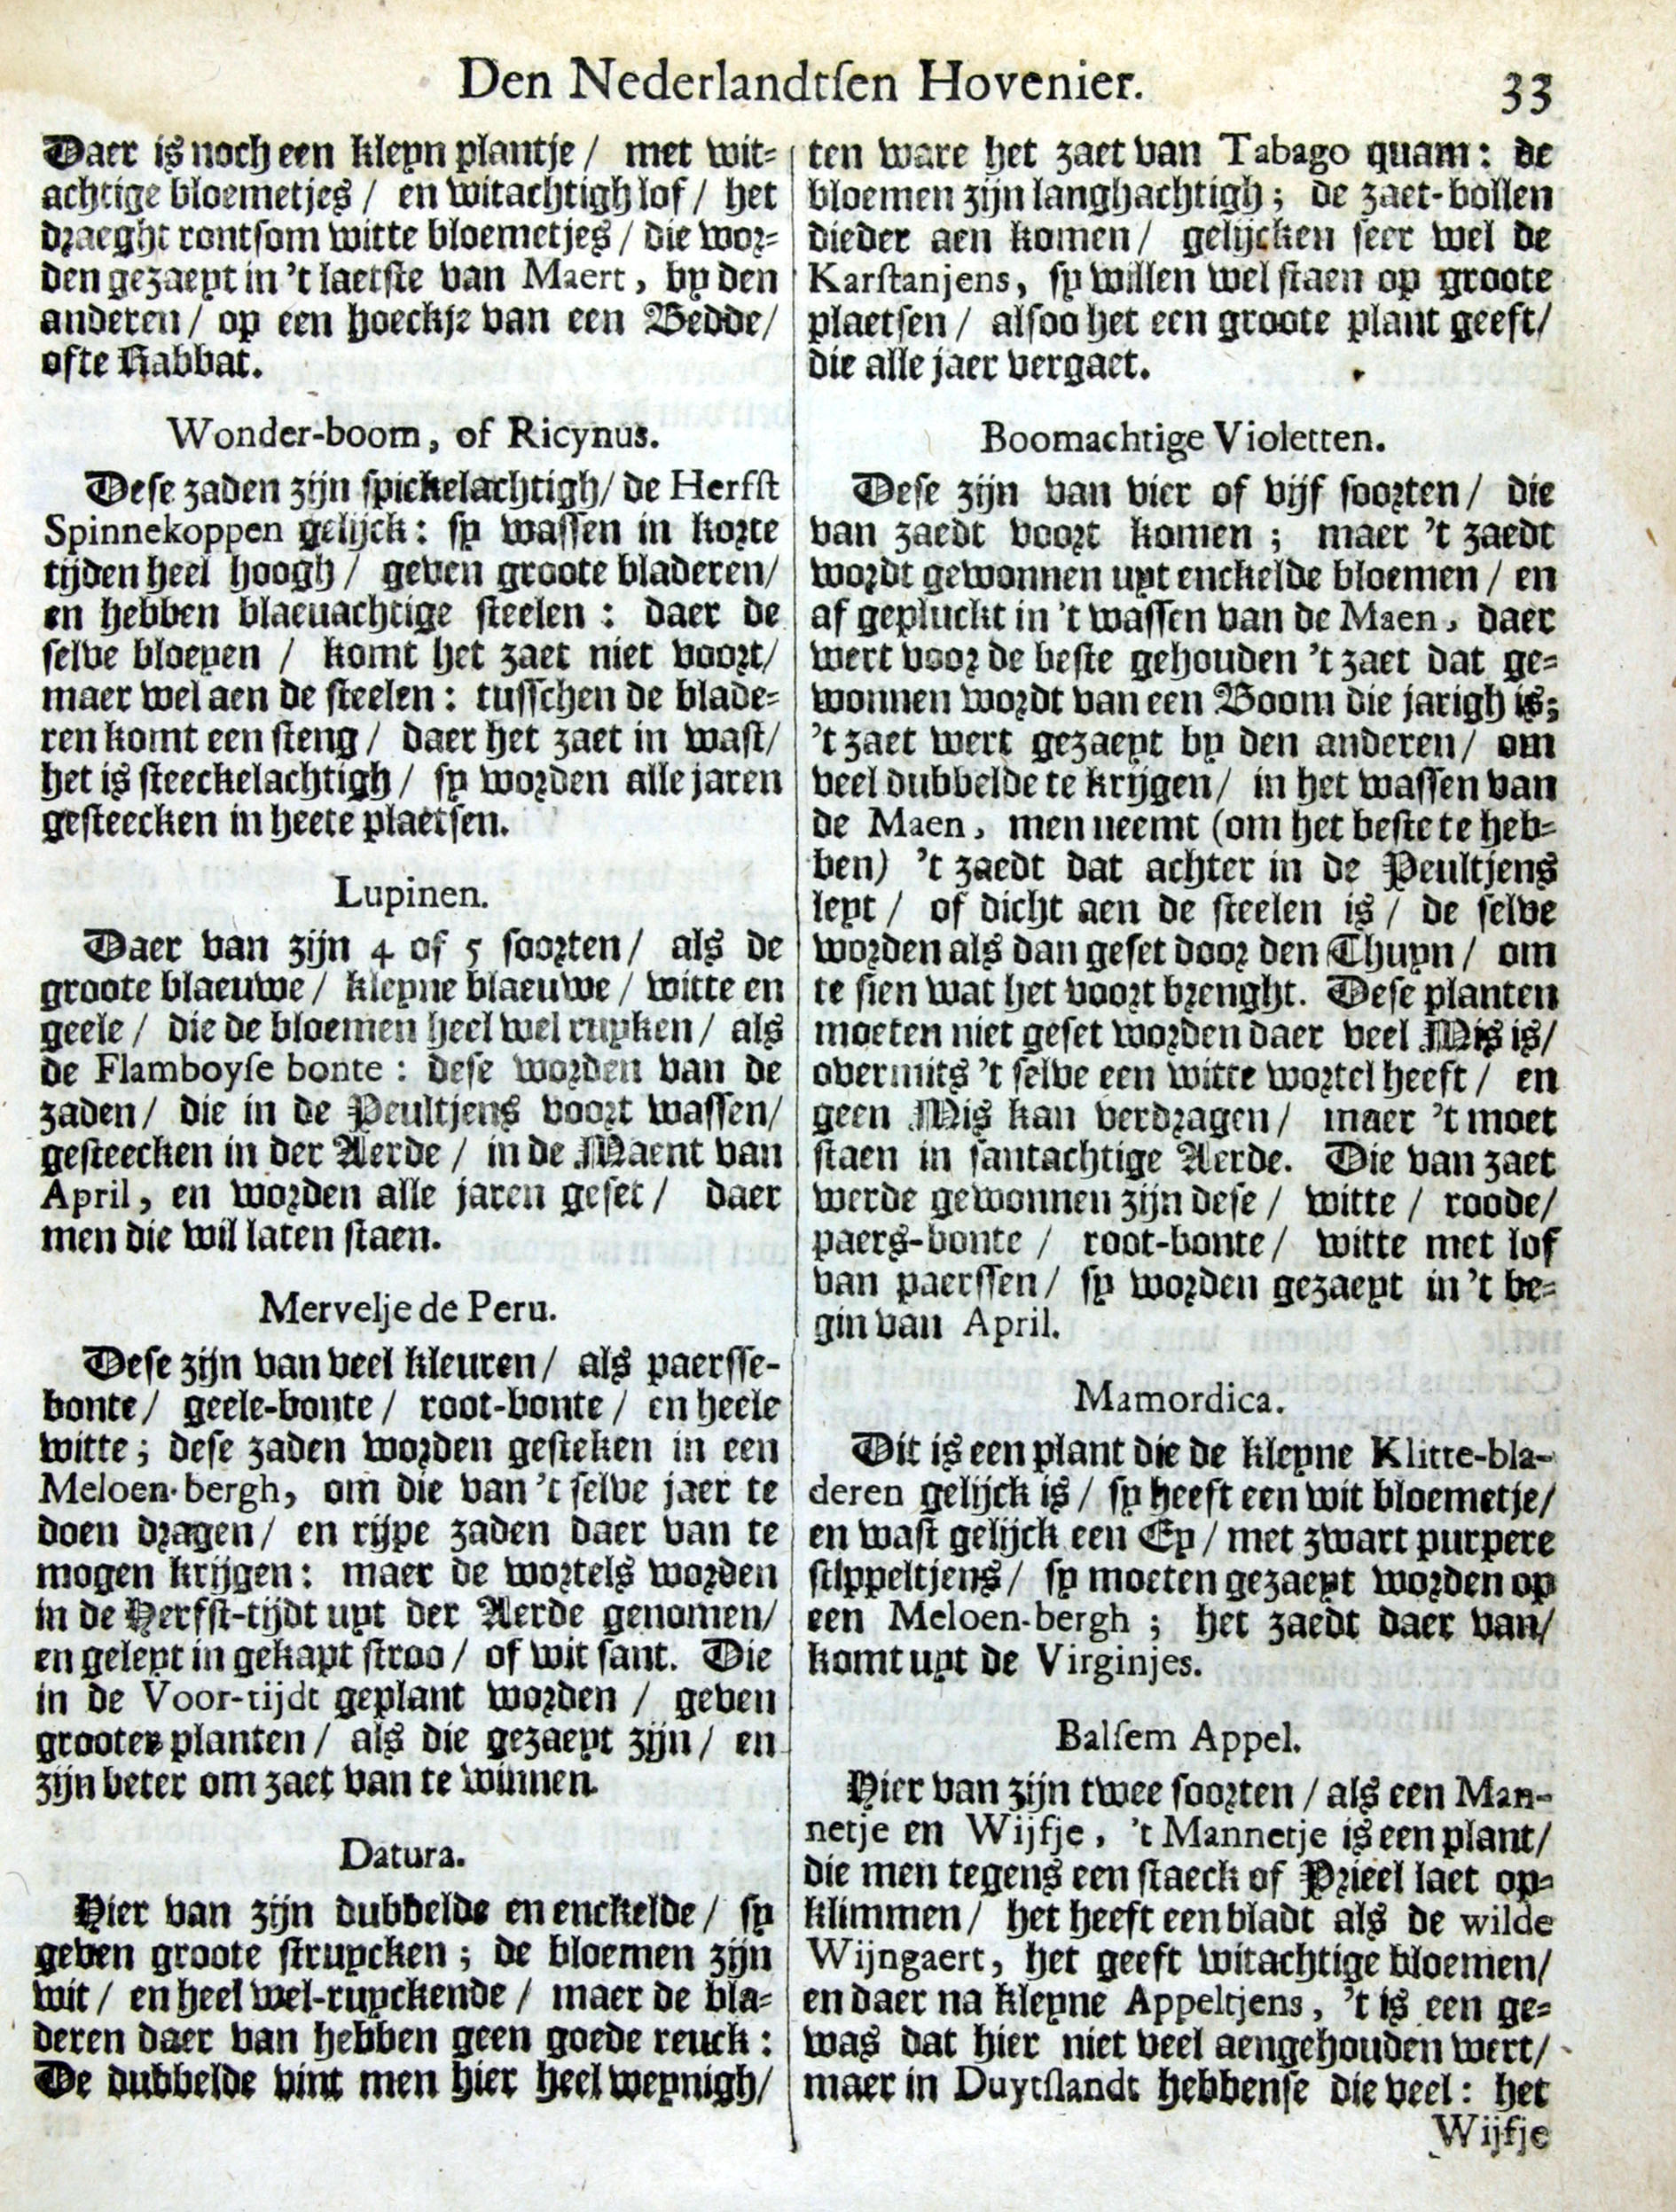 Den Nederlandtſen Hovenier.
33
Daer is noch een kleyn plantje / met wit-
achtige bloemetjes / en witachtigh lof / het
draeght rontſom witte bloemetjes / die wor-
den gezaeyt in 't laetſte van Maert, by den
anderen / op een hoeckje van een Bedde /
ofte Rabbat.
Wonder-boom, of Ricynus.
Deſe zaden zijn ſpickelachtigh / de Herfſt
Spinnekoppen gelijck: ſy waſſen in korte
tijden heel hoogh / geven groote bladeren /
en hebben blaeuachtige ſteelen: daer de
ſelve bloeyen / komt het zaet niet voort /
maer wel aen de ſteelen: tuſſchen de blade-
ren komt een ſteng / daer het zaet in waſt /
het is ſteeckelachtigh / ſy worden alle jaren
geſteecken in heete plaetſen.
Lupinen.
Daer van zijn 4 of 5 ſoorten / als de
groote blaeuwe / kleyne blaeuwe / witte en
geele / die de bloemen heel wel ruyken / als
de Flamboyſe bonte: deſe worden van de
zaden / die in de Peultjens voort waſſen /
geſteecken in der Aerde / in de Maent van
April, en worden alle jaren geſet / daer
men die wil laten ſtaen.
Mervelje de Peru.
Deſe zijn van veel kleuren / als paerſſe-
bonte / geele-bonte / root-bonte / en heele
witte; deſe zaden worden geſteken in een
Meloen-bergh, om die van 't ſelve jaer te
doen dragen / en rijpe zaden daer van te
mogen krijgen: maer de wortels worden
in de Herfſt-tijdt uyt der Aerde genomen /
en geleyt in gekapt ſtroo / of wit ſant. Die
in de Voor-tijdt geplant worden / geven
grooter planten / als die gezaeyt zijn / en
zijn beter om zaet van te winnen.
Datura.
Hier van zijn dubbelde en enckelde / ſy
geven groote ſtruycken; de bloemen zijn
wit / en heel wel-ruyckende / maer de bla-
deren daer van hebben geen goede reuck:
De dubbelde vint men hier heel weynigh /
ten ware het zaet van Tabago quam: de
bloemen zijn langhachtigh; de zaet-bollen
dieder aen komen / gelijcken ſeer wel de
Karſtanjens, ſy willen wel ſtaen op groote
plaetſen / alſoo het een groote plant geeft /
die alle jaer vergaet.
Boomachtige Violetten.
Deſe zijn van vier of vijf ſoorten / die
van zaedt voort komen; maer 't zaedt
wordt gewonnen uyt enckelde bloemen / en
af gepluckt in 't waſſen van de Maen, daer
wert voor de beſte gehouden 't zaet dat ge-
wonnen wordt van een Boom die jarigh is;
't zaet wert gezaeyt by den anderen / om
veel dubbelde te krijgen / in het waſſen van
de Maen, men neemt (om het beſte te heb-
ben) 't zaedt dat achter in de Peultjens
leyt / of dicht aen de ſteelen is / de ſelve
worden als dan geſet door den Thuyn / om
te ſien wat het voort brenght. Deſe planten
moeten niet geſet worden daer veel Mis is /
overmits 't ſelve een witte wortel heeft / en
geen Mis kan verdragen / maer 't moet
ſtaen in ſantachtige Aerde. Die van zaet
werde gewonnen zijn deſe / witte / roode /
paers-bonte / root-bonte / witte met lof
van paerſſen / ſy worden gezaeyt in 't be-
gin van April.
Mamordica.
Dit is een plant die de kleyne Klitte-bla-
deren gelijck is / ſy heeft een wit bloemetje /
en waſt gelijck een Ey / met zwart purpere
ſtippeltjens / ſy moeten gezaeyt worden op
een Meloen-bergh; het zaedt daer van /
komt uyt de Virginjes.
Balſem Appel.
Hier van zijn twee ſoorten / als een Man-
netje en Wijfje, 't Mannetje is een plant /
die men tegens een ſtaeck of Prieel laet op-
klimmen / het heeft een bladt als de wilde
Wijngaert, het geeft witachtige bloemen /
en daer na kleyne Appeltjens, 't is een ge-
was dat hier niet veel aengehouden wert /
maer in Duytſlandt hebbenſe die veel: het
Wijfje